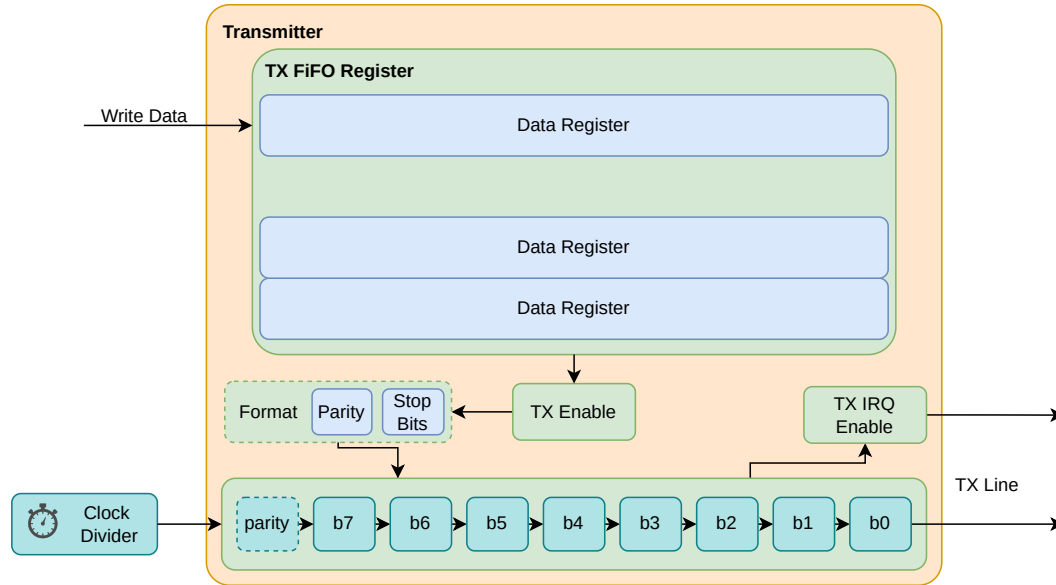 Transmitter
TX FiFO Register
Write Data
Data Register
Data Register
Data Register
Format
Parity
Stop
Bits
TX Enable
TX IRQ
Enable
TX Line
Clock
Divider
parity
b7
b6
b5
b4
b3
b2
b1
b0